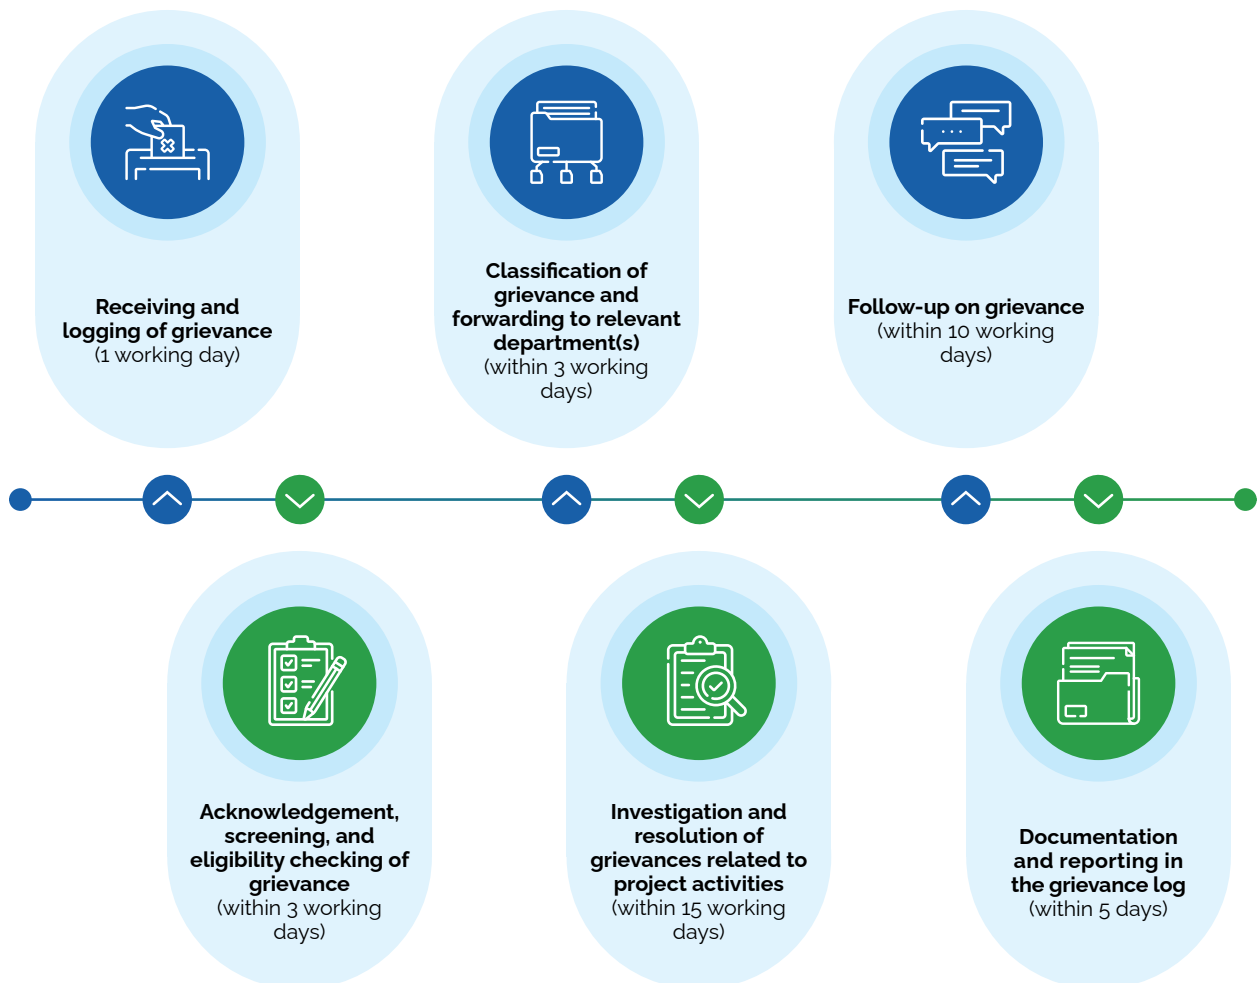 Receiving and
logging of grievance
(1 working day)
Acknowledgement,
screening, and
eligibility checking of
grievance
(within 3 working
days)
Classification of
grievance and
forwarding to relevant
department(s)
(within 3 working
days)
Investigation and
resolution of
grievances related to
project activities
(within 15 working
days)
Follow-up on grievance
(within 10 working
days)
Documentation
and reporting in
the grievance log
(within 5 days)